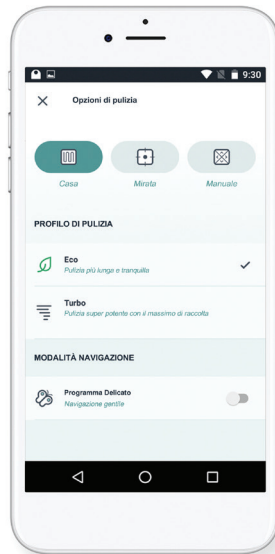 9:30
Opzioni di pulizia
Casa
Mirata
Manuale
PROFILO DI PULIZIA
Eco
Pulizia più lunga e tranquilla
Turbo
Pulizia super potente con il massimo di raccolta
MODALITÀ NAVIGAZIONE
Programma Delicato
Navigazione gentile